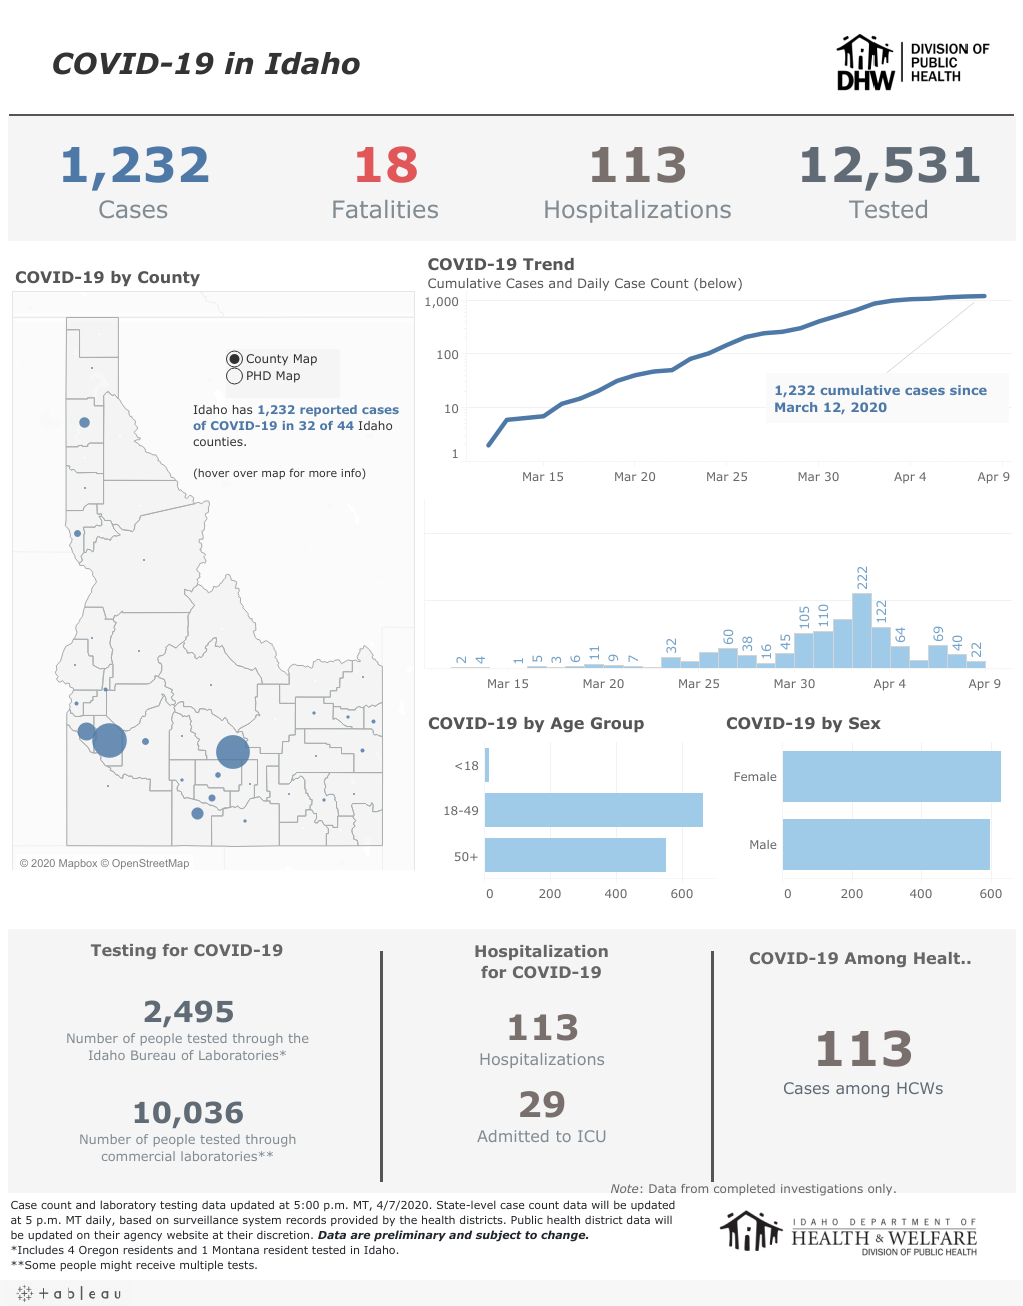 COVID-19 in Idaho
DHW
DIVISION OF
PUBLIC
HEALTH
1,232
Cases
18
Fatalities
113
Hospitalizations
12,531
Tested
COVID-19 by County
County Map
PHD Map
Idaho has 1,232 reported cases
of COVID-19 in 32 of 44 Idaho
counties.
(hover over map for more info)
© 2020 Mapbox © OpenStreetMap
COVID-19 Trend
Cumulative Cases and Daily Case Count (below)
1,000
100
10
1
1,232 cumulative cases since
March 12, 2020
Mar 15 Mar 20 Mar 25 Mar 30 Apr 4 Apr 9
2 4 1 5 3 6 11 9 7 32 60 38 16 45 105 110 222 122 64 69 40 22
Mar 15 Mar 20 Mar 25 Mar 30 Apr 4 Apr 9
COVID-19 by Age Group
<18
18-49
50+
0 200 400 600
COVID-19 by Sex
Female
Male
0 200 400 600
Testing for COVID-19
2,495
Number of people tested through the
Idaho Bureau of Laboratories*
10,036
Number of people tested through
commercial laboratories**
Hospitalization
for COVID-19
113
Hospitalizations
29
Admitted to ICU
COVID-19 Among Healt..
113
Cases among HCWs
Note: Data from completed investigations only.
Case count and laboratory testing data updated at 5:00 p.m. MT, 4/7/2020. State-level case count data will be updated
at 5 p.m. MT daily, based on surveillance system records provided by the health districts. Public health district data will
be updated on their agency website at their discretion. Data are preliminary and subject to change.
*Includes 4 Oregon residents and 1 Montana resident tested in Idaho.
**Some people might receive multiple tests.
IDAHO DEPARTMENT OF
HEALTH & WELFARE
DIVISION OF PUBLIC HEALTH
+ableau